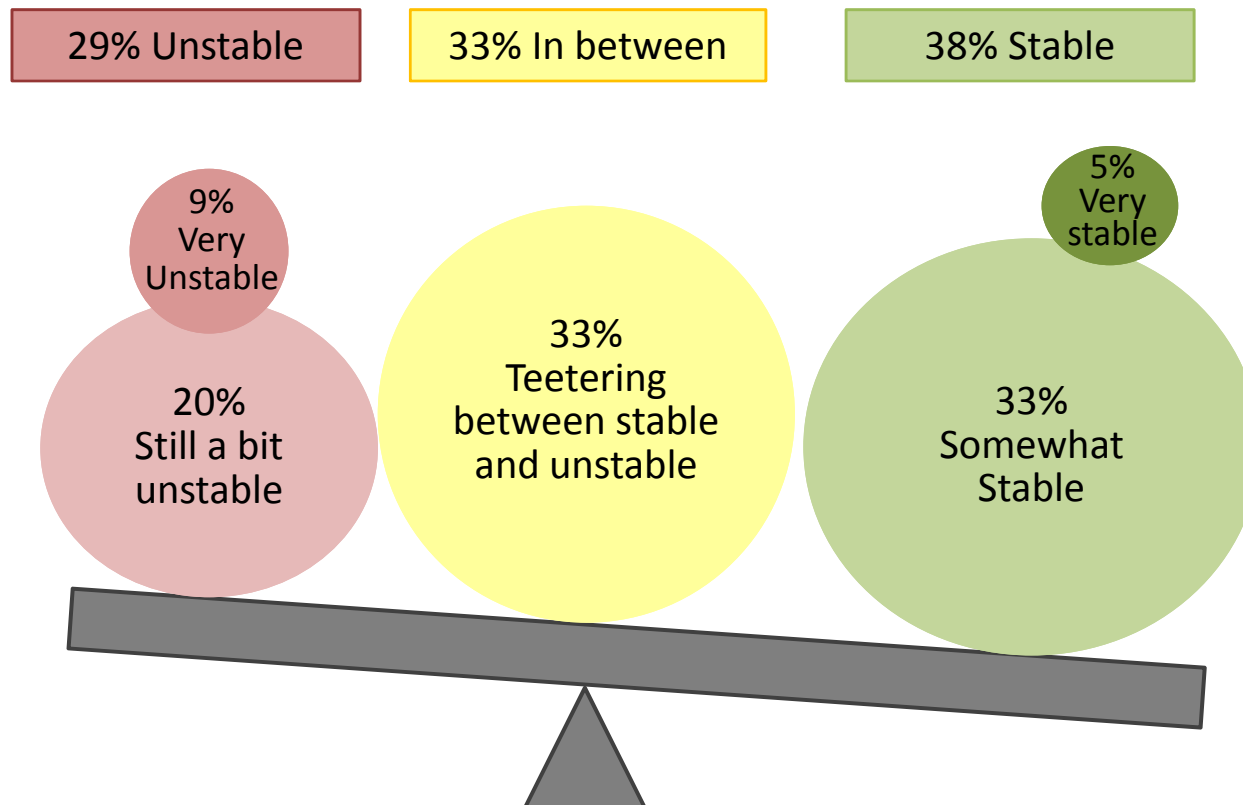 29% Unstable
33% In between
38% Stable
9%
Very
Unstable
20%
Still a bit
unstable
33%
Teetering
between stable
and unstable
5%
Very
stable
33%
Somewhat
Stable